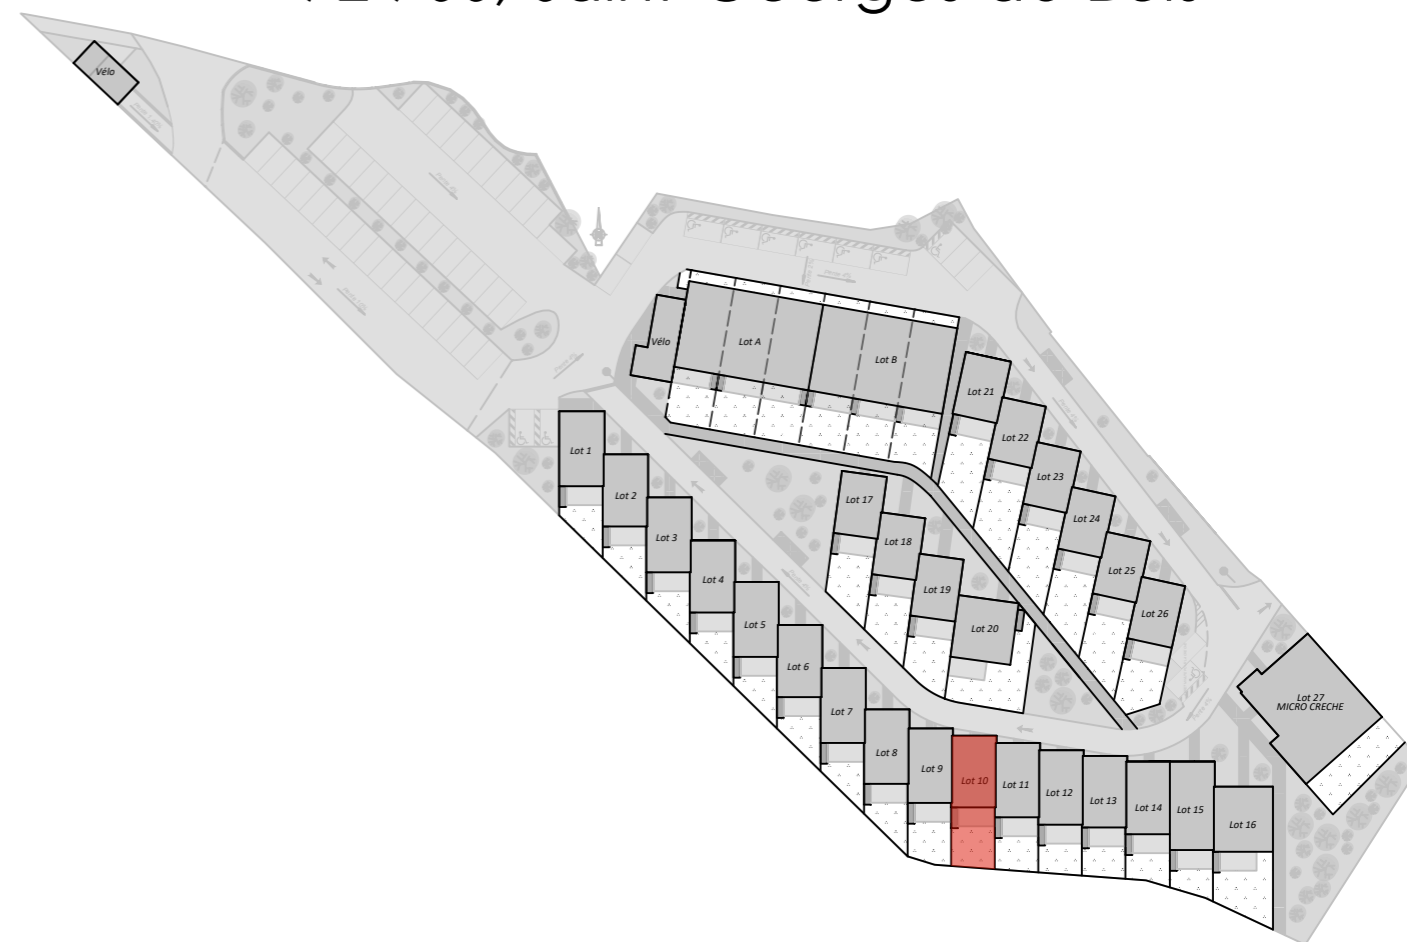 Vélo
Vélo
Lot A
Lot B
Lot 1
Lot 2
Lot 3
Lot 4
Lot 5
Lot 6
Lot 7
Lot 8
Lot 9
Lot 10
Lot 11
Lot 12
Lot 13
Lot 14
Lot 15
Lot 16
Lot 17
Lot 18
Lot 19
Lot 20
Lot 21
Lot 22
Lot 23
Lot 24
Lot 25
Lot 26
Lot 27
MICRO CRECHE